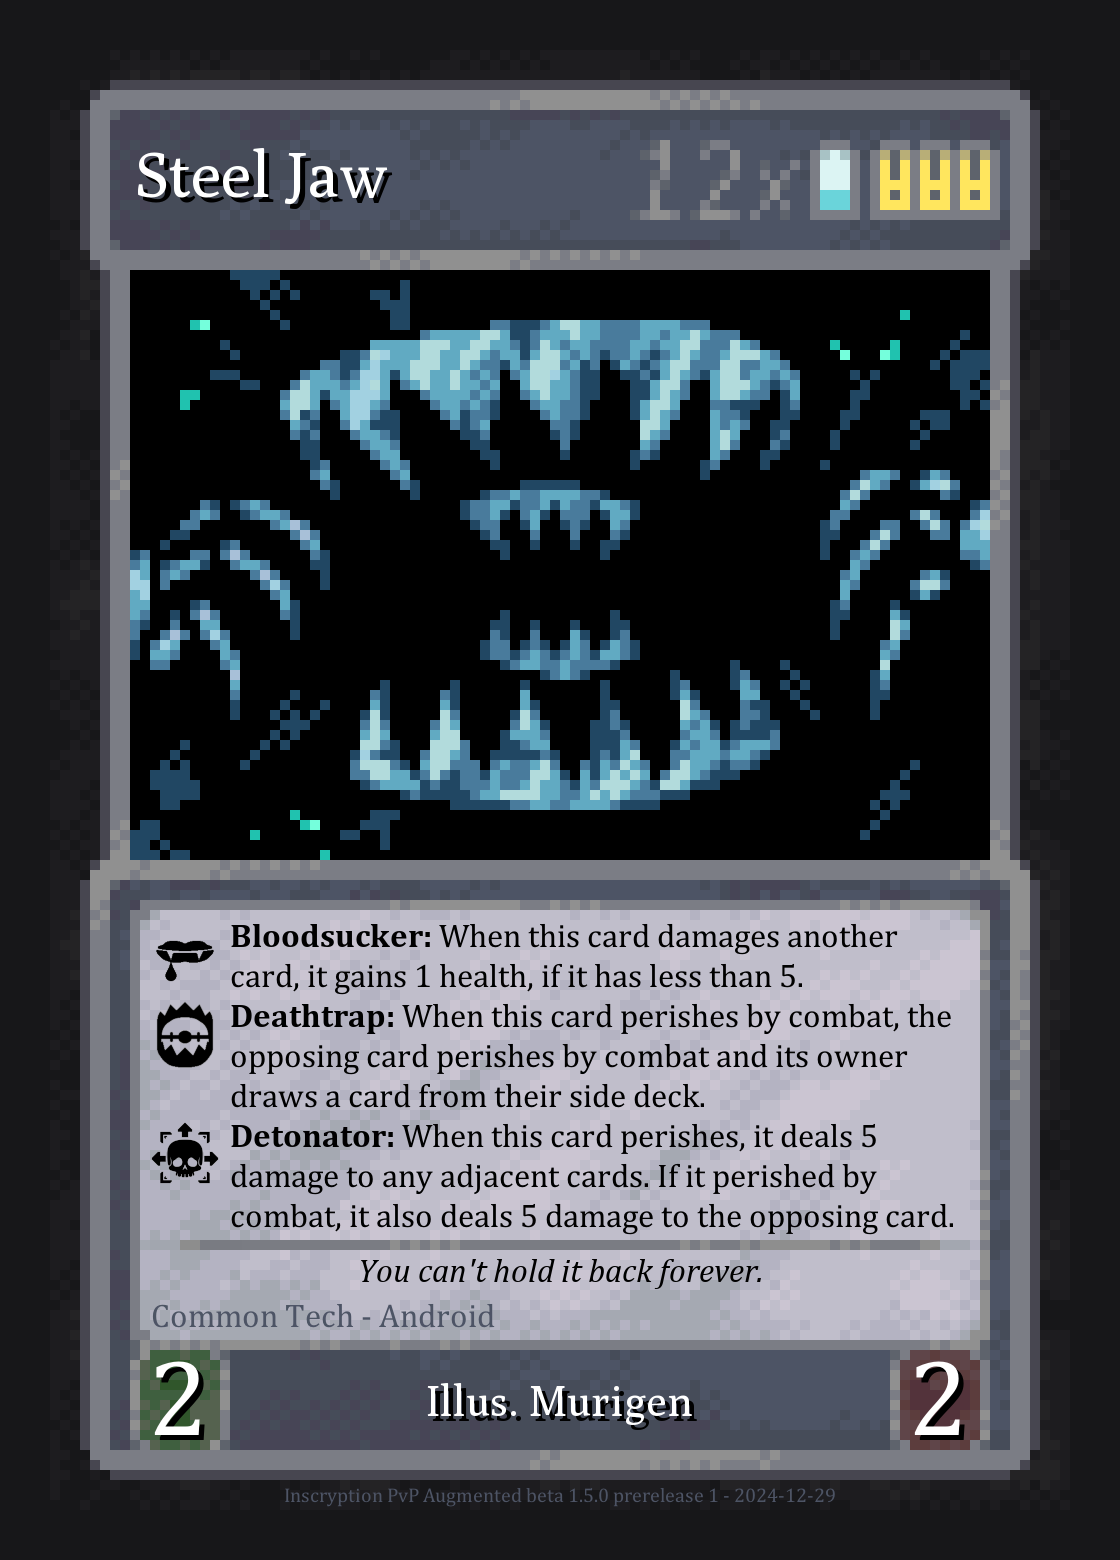 Steel Jaw 12x
Bloodsucker: When this card damages another
card, it gains 1 health, if it has less than 5.
Deathtrap: When this card perishes by combat, the
opposing card perishes by combat and its owner
draws a card from their side deck.
Detonator: When this card perishes, it deals 5
damage to any adjacent cards. If it perished by
combat, it also deals 5 damage to the opposing card.
You can't hold it back forever.
Common Tech - Android
2 Illus. Murigen 2
Inscryption PvP Augmented beta 1.5.0 prerelease 1 - 2024-12-29